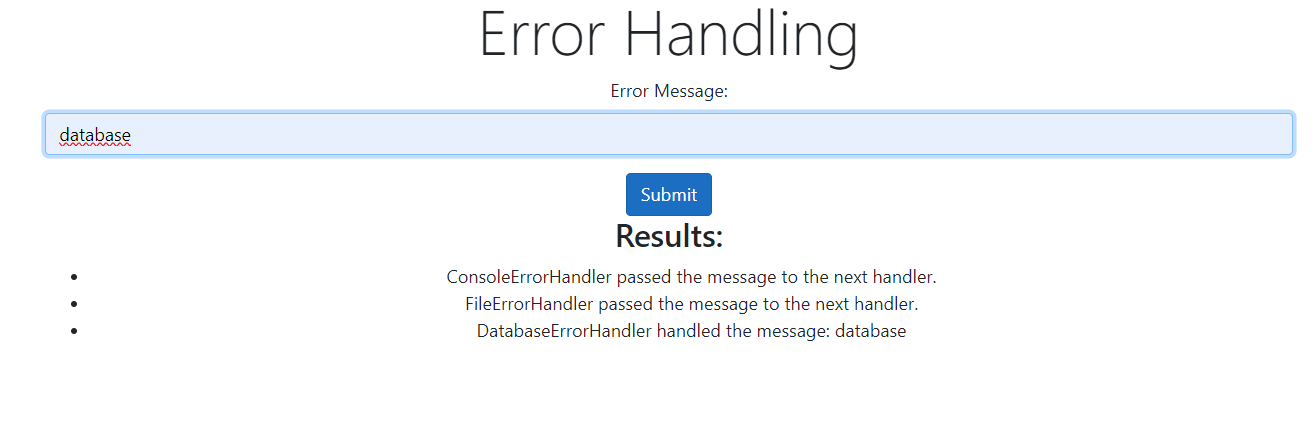 Error Handling
Error Message:
database
Submit
Results:
ConsoleErrorHandler passed the message to the next handler.
FileErrorHandler passed the message to the next handler.
DatabaseErrorHandler handled the message: database